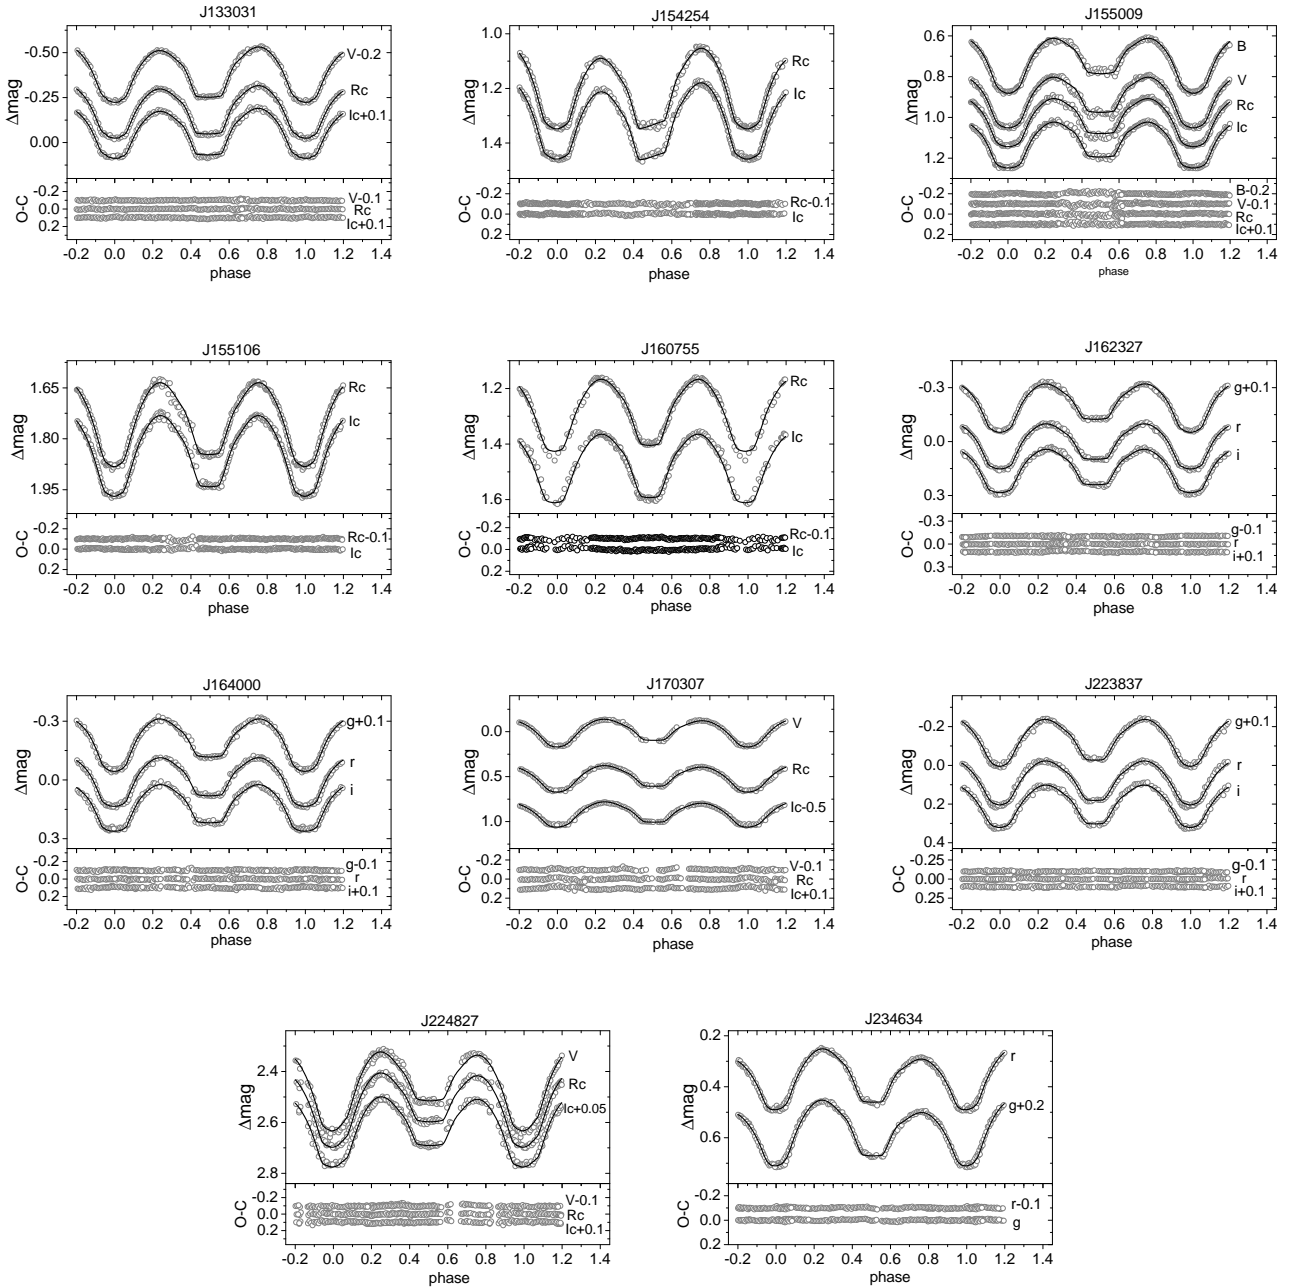 J133031
-0.50
-0.25
0.00
Δmag
V-0.2
Rc
Ic+0.1
-0.2
0.0
0.2
O-C
V-0.1
Rc
Ic+0.1
-0.2 0.0 0.2 0.4 0.6 0.8 1.0 1.2 1.4
phase
J154254
1.0
1.2
1.4
Δmag
Rc
Ic
-0.2
0.0
0.2
O-C
Rc-0.1
Ic
-0.2 0.0 0.2 0.4 0.6 0.8 1.0 1.2 1.4
phase
J155009
0.6
0.8
1.0
1.2
Δmag
B
V
Rc
Ic
-0.2
0.0
0.2
O-C
B-0.2
V-0.1
Rc
Ic+0.1
-0.2 0.0 0.2 0.4 0.6 0.8 1.0 1.2 1.4
phase
J155106
1.65
1.80
1.95
Δmag
Rc
Ic
-0.2
0.0
0.2
O-C
Rc-0.1
Ic
-0.2 0.0 0.2 0.4 0.6 0.8 1.0 1.2 1.4
phase
J160755
1.2
1.4
1.6
Δmag
Rc
Ic
-0.2
0.0
0.2
O-C
Rc-0.1
Ic
-0.2 0.0 0.2 0.4 0.6 0.8 1.0 1.2 1.4
phase
J162327
-0.3
0.0
0.3
Δmag
g+0.1
r
i
-0.3
0.0
0.3
O-C
g-0.1
r
i+0.1
-0.2 0.0 0.2 0.4 0.6 0.8 1.0 1.2 1.4
phase
J164000
-0.3
0.0
0.3
Δmag
g+0.1
r
i
-0.2
0.0
0.2
O-C
g-0.1
r
i+0.1
-0.2 0.0 0.2 0.4 0.6 0.8 1.0 1.2 1.4
phase
J170307
0.0
0.5
1.0
Δmag
V
Rc
Ic-0.5
-0.2
0.0
0.2
O-C
V-0.1
Rc
Ic+0.1
-0.2 0.0 0.2 0.4 0.6 0.8 1.0 1.2 1.4
phase
J223837
-0.2
0.0
0.2
0.4
Δmag
g+0.1
r
i
-0.25
0.00
0.25
O-C
g-0.1
r
i+0.1
-0.2 0.0 0.2 0.4 0.6 0.8 1.0 1.2 1.4
phase
J224827
2.4
2.6
2.8
Δmag
V
Rc
Ic+0.05
-0.2
0.0
0.2
O-C
V-0.1
Rc
Ic+0.1
-0.2 0.0 0.2 0.4 0.6 0.8 1.0 1.2 1.4
phase
J234634
0.2
0.4
0.6
Δmag
r
g+0.2
-0.2
0.0
0.2
O-C
r-0.1
g
-0.2 0.0 0.2 0.4 0.6 0.8 1.0 1.2 1.4
phase